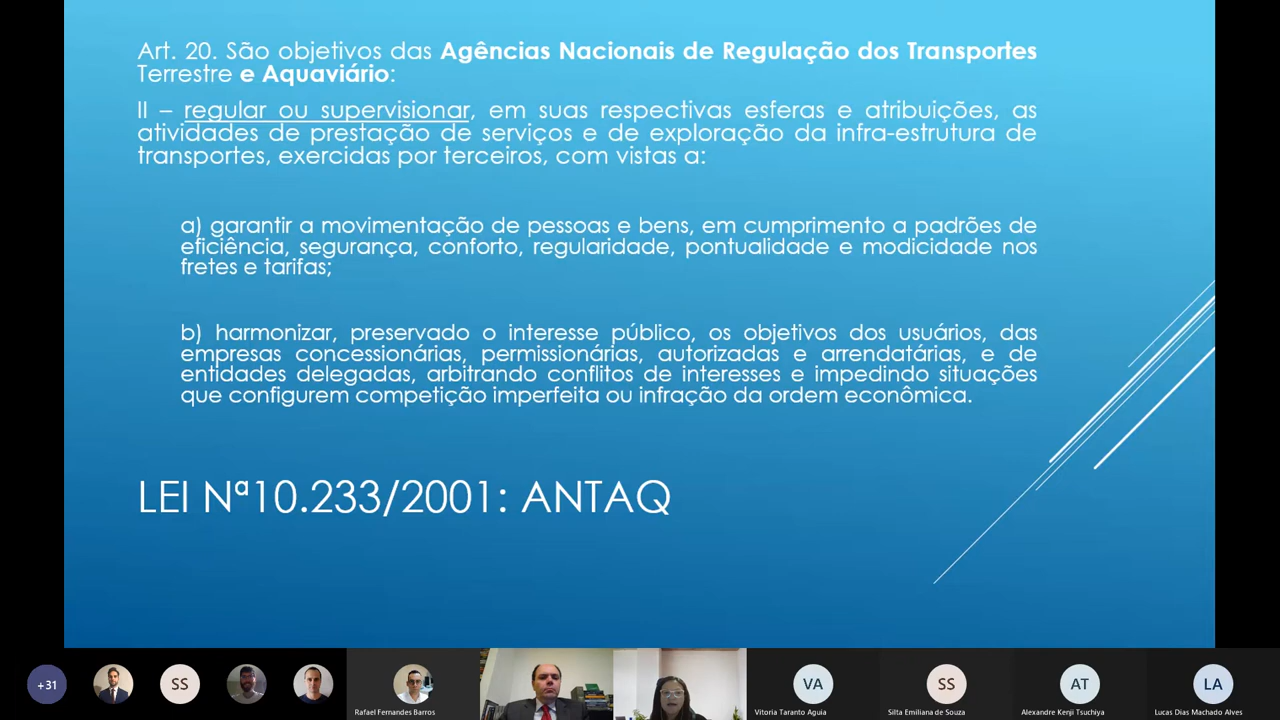 Art. 20. São objetivos das Agências Nacionais de Regulação dos Transportes
Terrestre e Aquaviário:
II – regular ou supervisionar, em suas respectivas esferas e atribuições, as
atividades de prestação de serviços e de exploração da infra-estrutura de
transportes, exercidas por terceiros, com vistas a:
a) garantir a movimentação de pessoas e bens, em cumprimento a padrões de
eficiência, segurança, conforto, regularidade, pontualidade e modicidade nos
fretes e tarifas;
b) harmonizar, preservado o interesse público, os objetivos dos usuários, das
empresas concessionárias, permissionárias, autorizadas e arrendatárias, e de
entidades delegadas, arbitrando conflitos de interesses e impedindo situações
que configurem competição imperfeita ou infração da ordem econômica.
LEI Nª10.233/2001: ANTAQ
+31
SS
Rafael Fernandes Barros
VA
Vitoria Taranto Aguia
SS
Silta Emiliana de Souza
AT
Alexandre Kenji Tsuchiya
LA
Lucas Dias Machado Alves